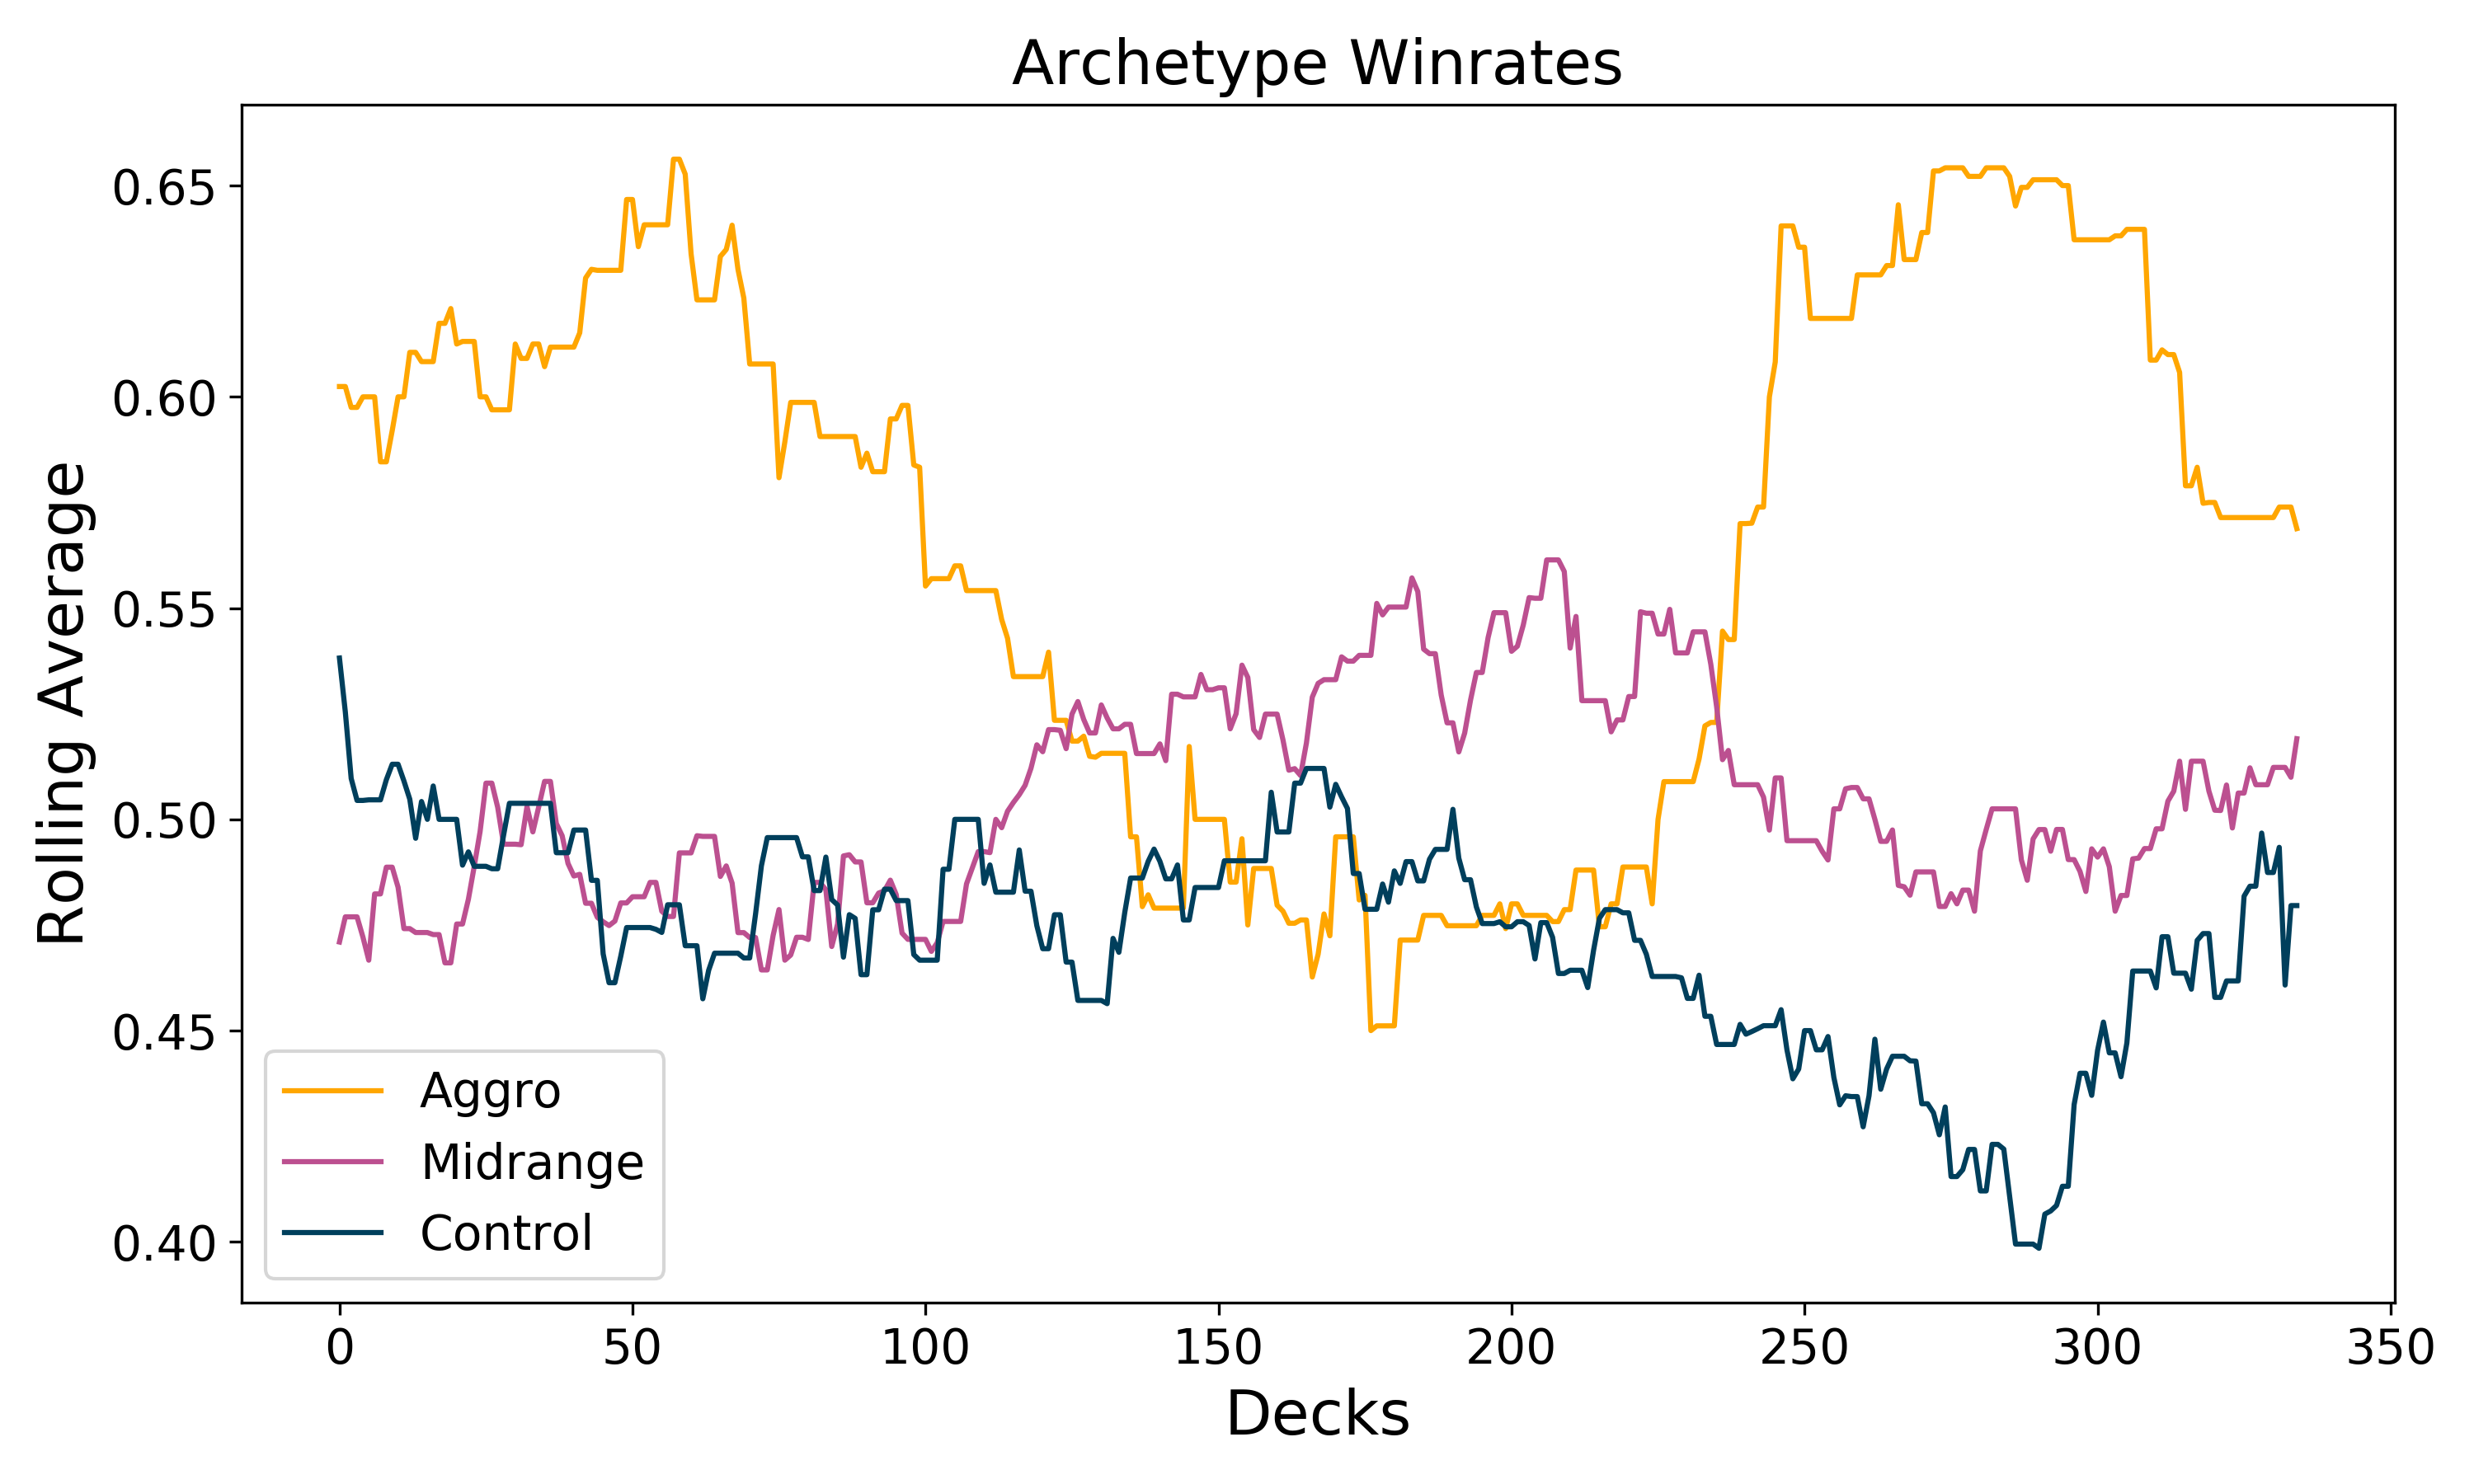 Archetype Winrates
Rolling Average
0.65
0.60
0.55
0.50
0.45
0.40
Aggro
Midrange
Control
0 50 100 150 200 250 300 350
Decks